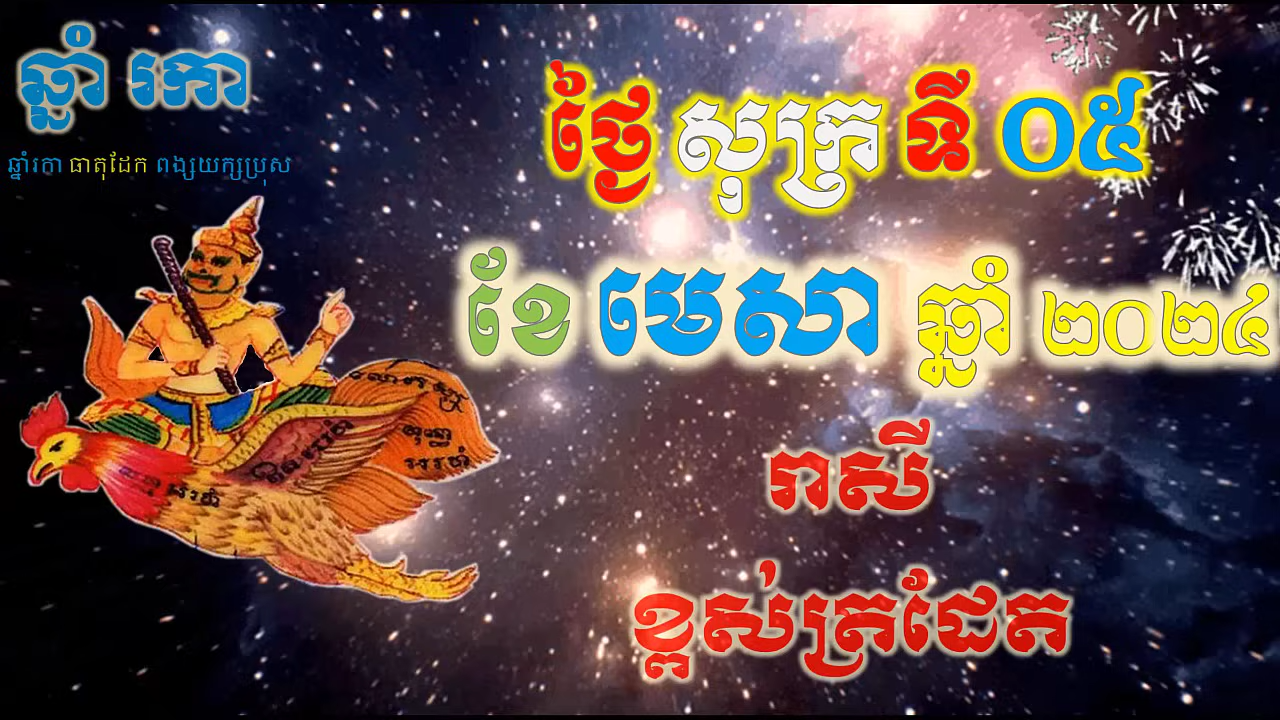 ឆ្នាំ រកា
ឆ្នាំរកា ធាតុដែក ពង្សយក្សប្រុស
ថ្ងៃ សុក្រ ទី ០៥
ខែ មេសា ឆ្នាំ ២០២៤
រាសី
ខ្ពស់ត្រដែត